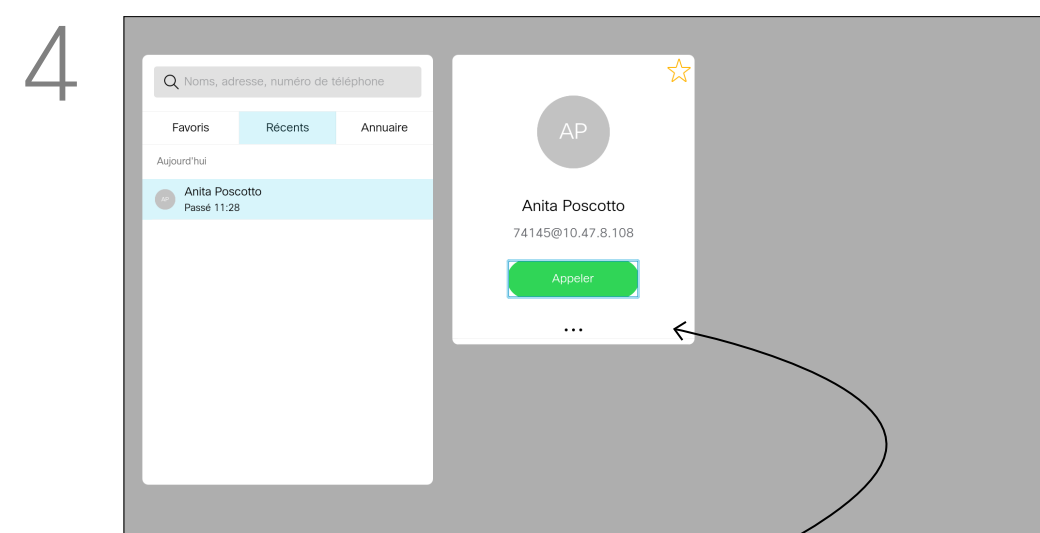 4
Noms, adresse, numéro de téléphone
Favoris Récents Annuaire
Aujourd'hui
AP
Anita Poscotto
Passé 11:28
AP
Anita Poscotto
74145@10.47.8.108
Appeler